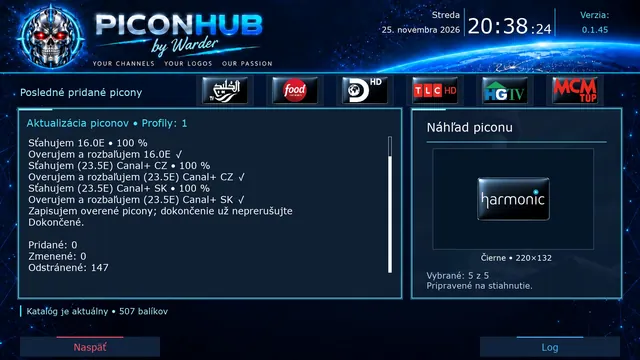 PICONHUB
by Warder
YOUR CHANNELS YOUR LOGOS OUR PASSION
Streda
25. novembra 2026
20:38:24
Verzia:
0.1.45
Posledné pridané picony
الخليج
TV
food
D HD
TLC HD
HGTV
MCM
TOP
Aktualizácia piconov • Profily: 1
Sťahujem 16.0E • 100 %
Overujem a rozbaľujem 16.0E √
Sťahujem (23.5E) Canal+ CZ • 100 %
Overujem a rozbaľujem (23.5E) Canal+ CZ √
Sťahujem (23.5E) Canal+ SK • 100 %
Overujem a rozbaľujem (23.5E) Canal+ SK √
Zapisujem overené picony; dokončenie už neprerušujte
Dokončené.
Pridané: 0
Zmenené: 0
Odstránené: 147
Náhľad piconu
harmonic
Čierne • 220×132
Vybrané: 5 z 5
Pripravené na stiahnutie.
Katalóg je aktuálny • 507 balíkov
Naspäť
Log